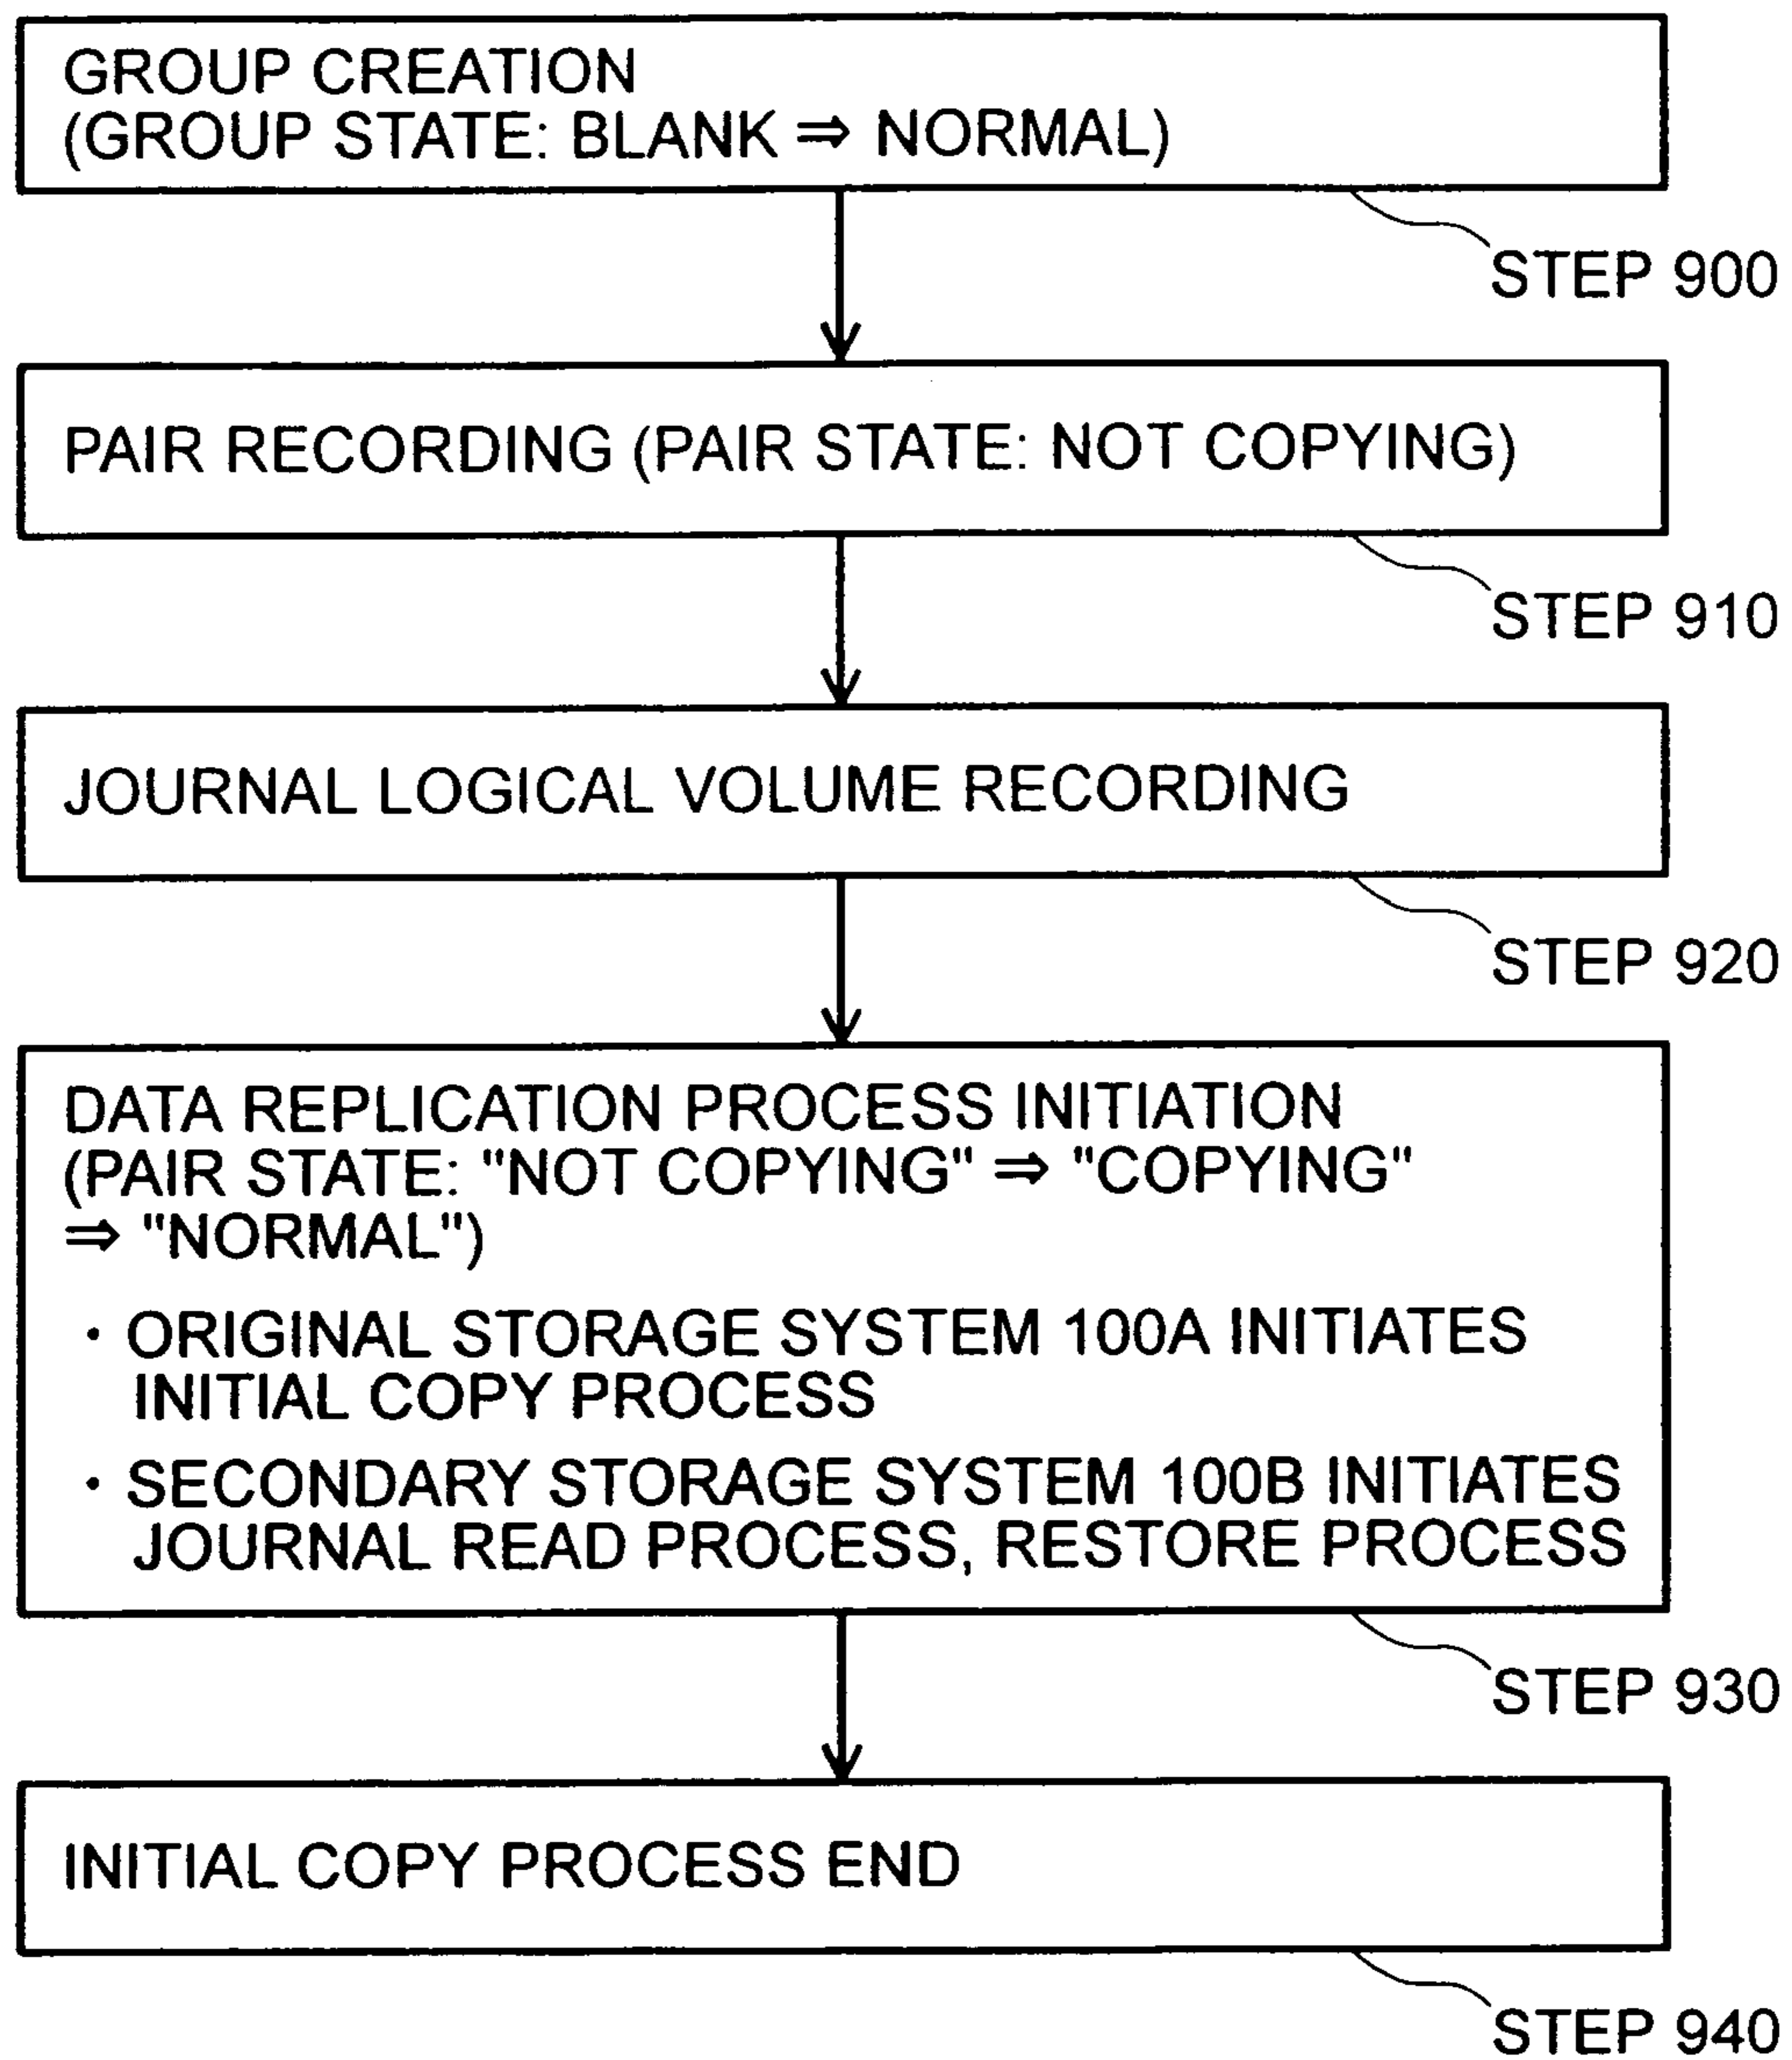 GROUP CREATION
(GROUP STATE: BLANK ⇒ NORMAL)
STEP 900
PAIR RECORDING (PAIR STATE: NOT COPYING)
STEP 910
JOURNAL LOGICAL VOLUME RECORDING
STEP 920
DATA REPLICATION PROCESS INITIATION
(PAIR STATE: "NOT COPYING" ⇒ "COPYING"
⇒ "NORMAL")
・ ORIGINAL STORAGE SYSTEM 100A INITIATES
INITIAL COPY PROCESS
・ SECONDARY STORAGE SYSTEM 100B INITIATES
JOURNAL READ PROCESS, RESTORE PROCESS
STEP 930
INITIAL COPY PROCESS END
STEP 940